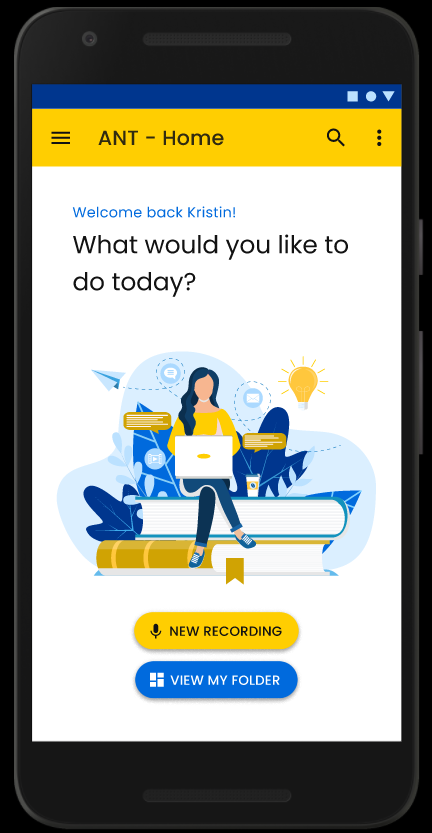 ANT - Home
Welcome back Kristin!
What would you like to
do today?
NEW RECORDING
VIEW MY FOLDER